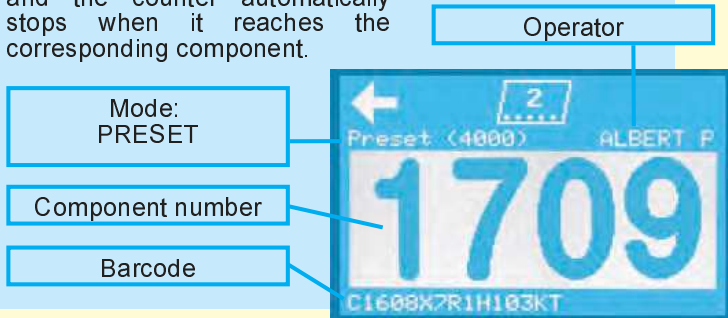 and the counter automatically
stops when it reaches the
corresponding component.
Operator
Mode:
PRESET
Component number
Barcode
2
Preset (4000) ALBERT P
1709
C1608X7R1H103KT